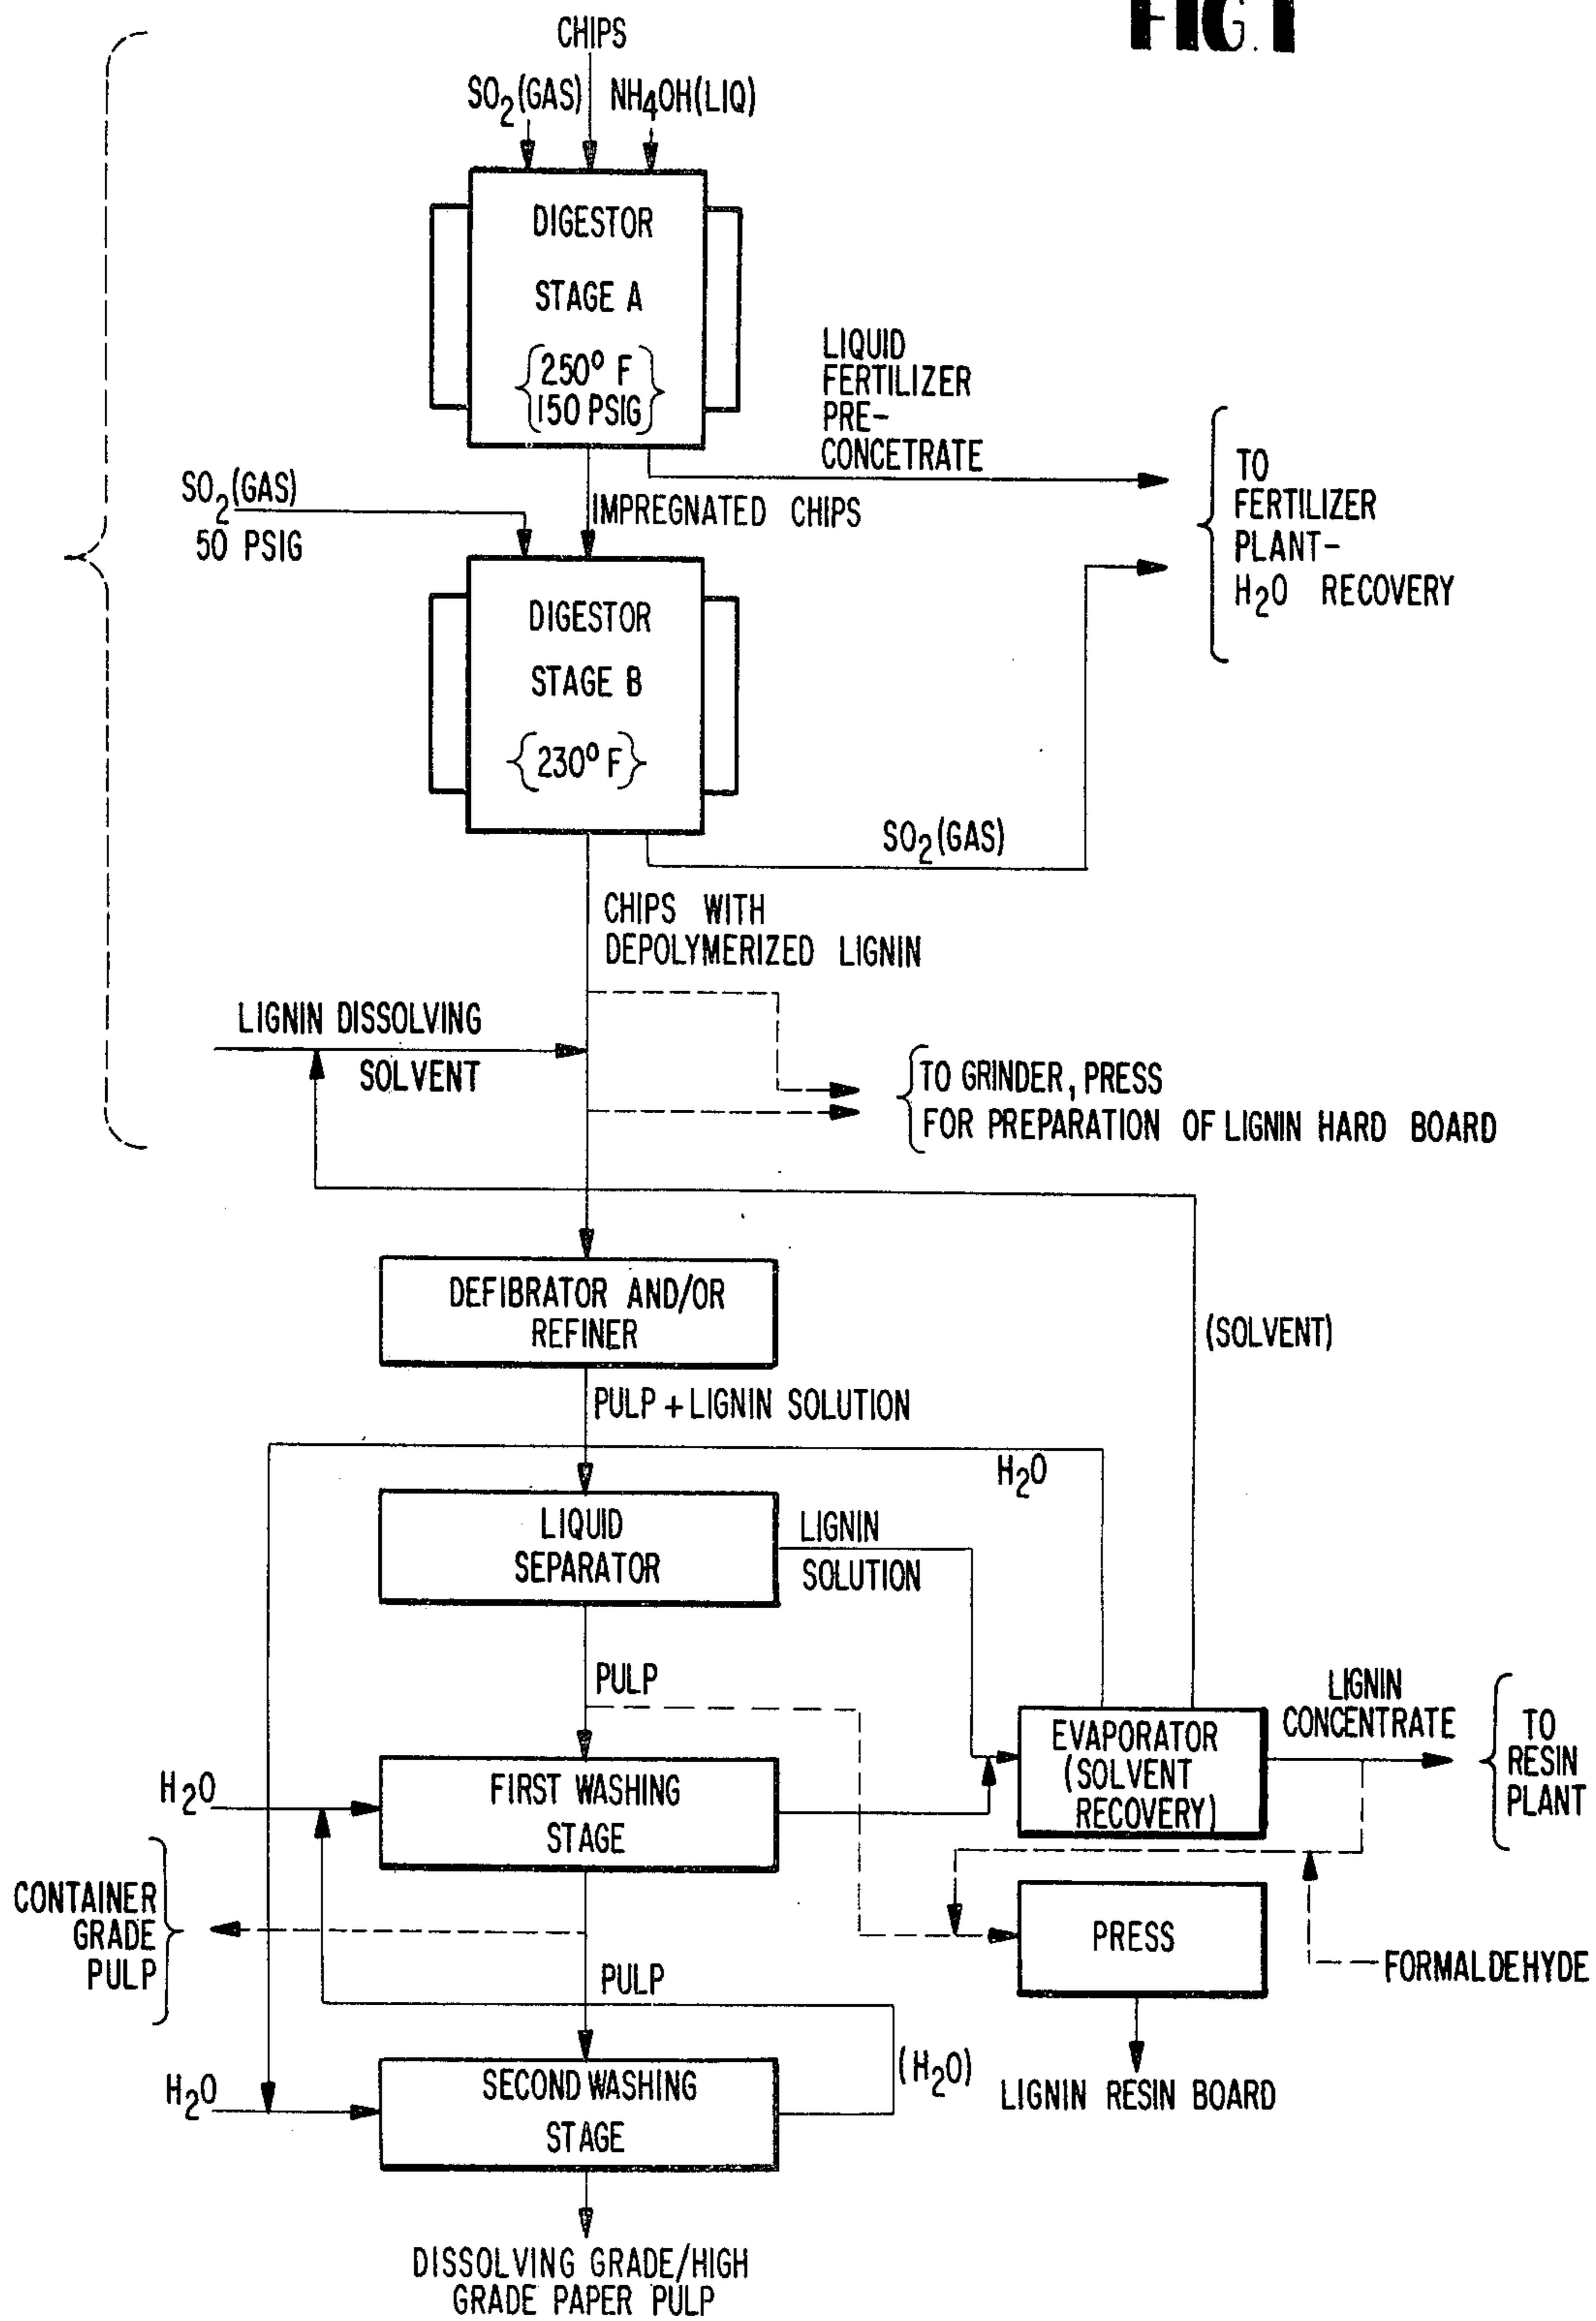 FIG. 1
CHIPS
SO2(GAS) NH4OH(LIQ)
DIGESTOR
STAGE A
250° F
150 PSIG
LIQUID
FERTILIZER
PRE-
CONCETRATE
TO
FERTILIZER
PLANT-
H2O RECOVERY
SO2(GAS)
50 PSIG
IMPREGNATED CHIPS
DIGESTOR
STAGE B
230° F
SO2(GAS)
CHIPS WITH
DEPOLYMERIZED LIGNIN
LIGNIN DISSOLVING
SOLVENT
TO GRINDER, PRESS
FOR PREPARATION OF LIGNIN HARD BOARD
DEFIBRATOR AND/OR
REFINER
(SOLVENT)
PULP + LIGNIN SOLUTION
H2O
LIQUID
SEPARATOR
LIGNIN
SOLUTION
PULP
EVAPORATOR
(SOLVENT
RECOVERY)
LIGNIN
CONCENTRATE
TO
RESIN
PLANT
H2O
FIRST WASHING
STAGE
CONTAINER
GRADE
PULP
PRESS
FORMALDEHYDE
PULP
H2O
SECOND WASHING
STAGE
(H2O)
LIGNIN RESIN BOARD
DISSOLVING GRADE/HIGH
GRADE PAPER PULP